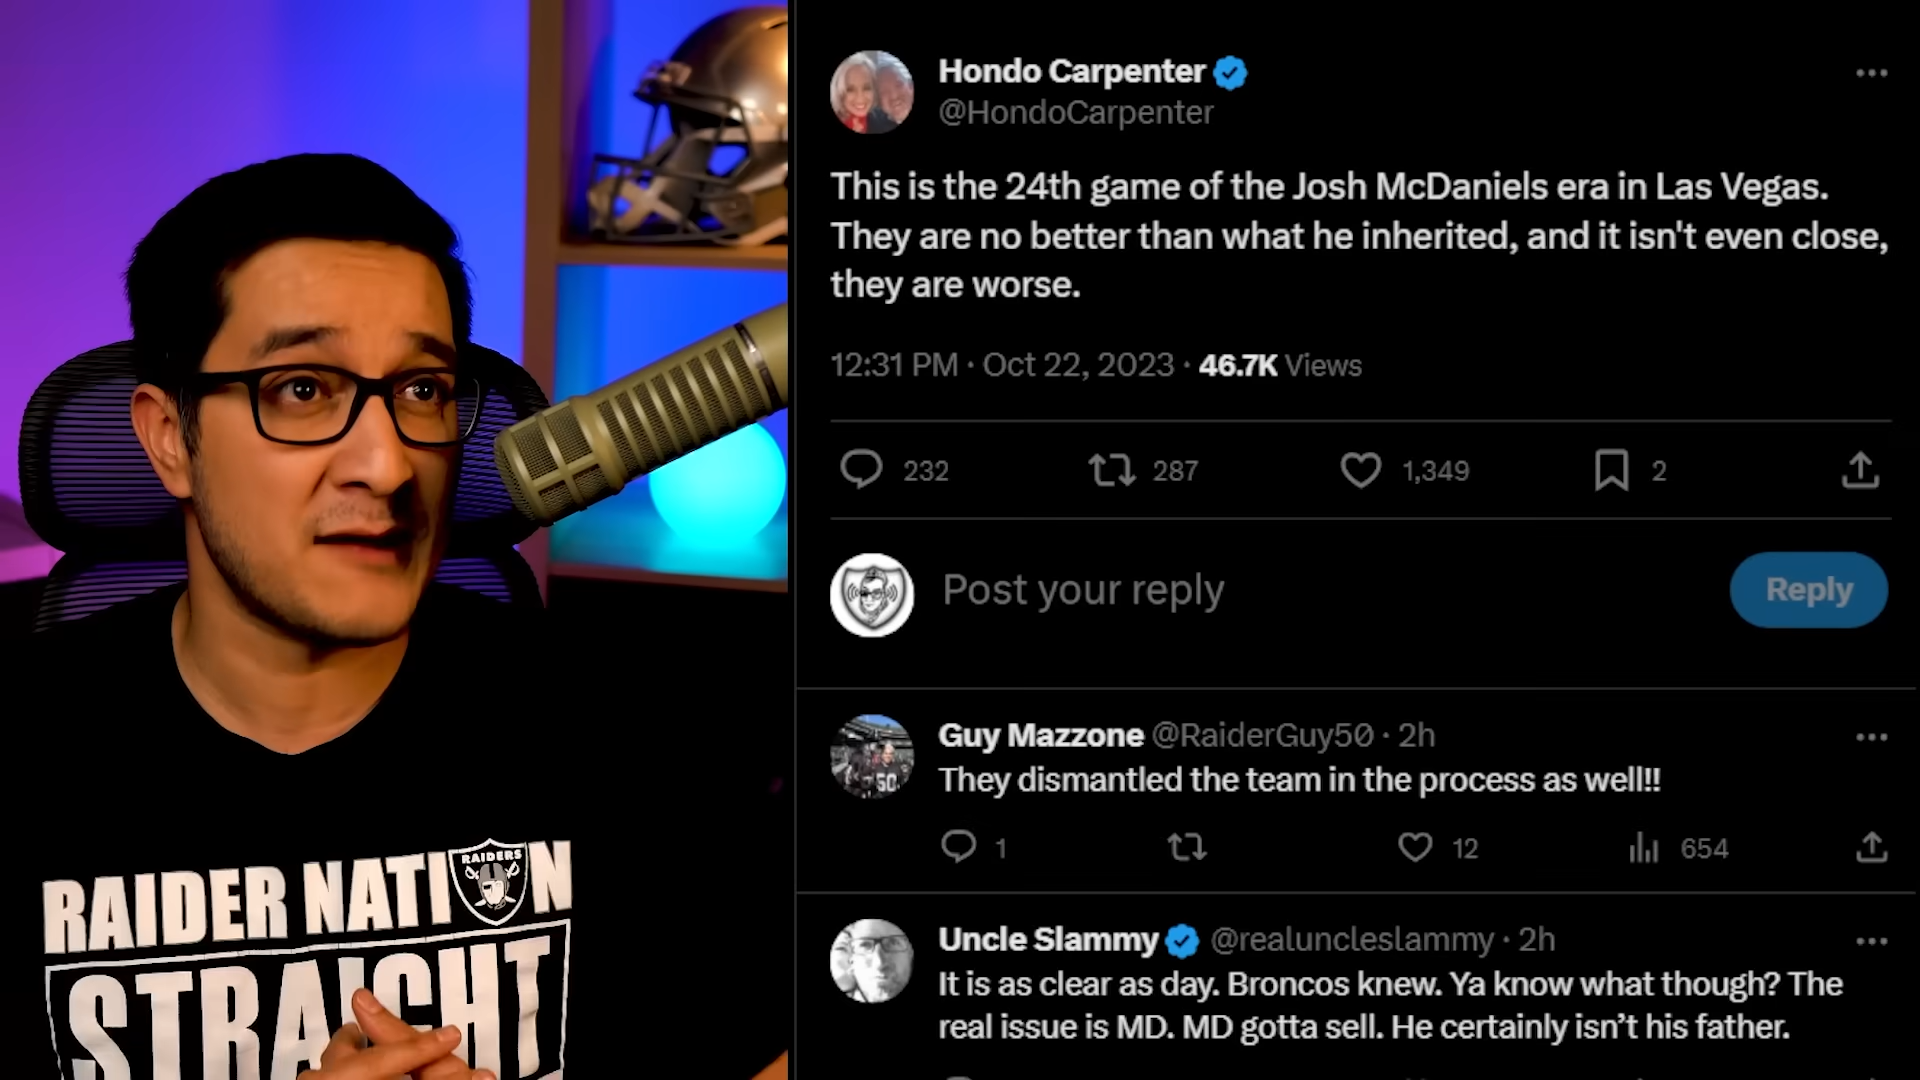 Hondo Carpenter
@HondoCarpenter
This is the 24th game of the Josh McDaniels era in Las Vegas.
They are no better than what he inherited, and it isn't even close,
they are worse.
12:31 PM · Oct 22, 2023 · 46.7K Views
232 287 1,349 2
Post your reply
Reply
Guy Mazzone @RaiderGuy50 · 2h
They dismantled the team in the process as well!!
1 12 654
Uncle Slammy @realuncleslammy · 2h
It is as clear as day. Broncos knew. Ya know what though? The
real issue is MD. MD gotta sell. He certainly isn’t his father.
RAIDER NATION
RAIDERS
STRAIGHT
50